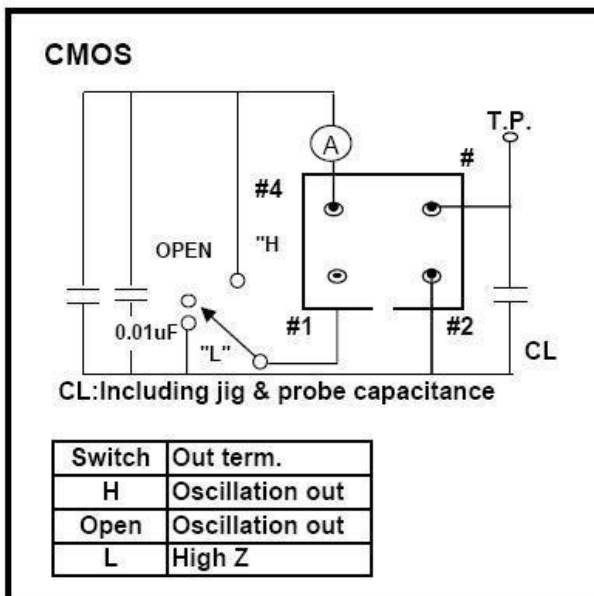 CMOS
T.P.
A
#
#4
OPEN
"H
0.01uF
"L"
#1
#2
CL
CL:Including jig & probe capacitance
Switch Out term.
H Oscillation out
Open Oscillation out
L High Z